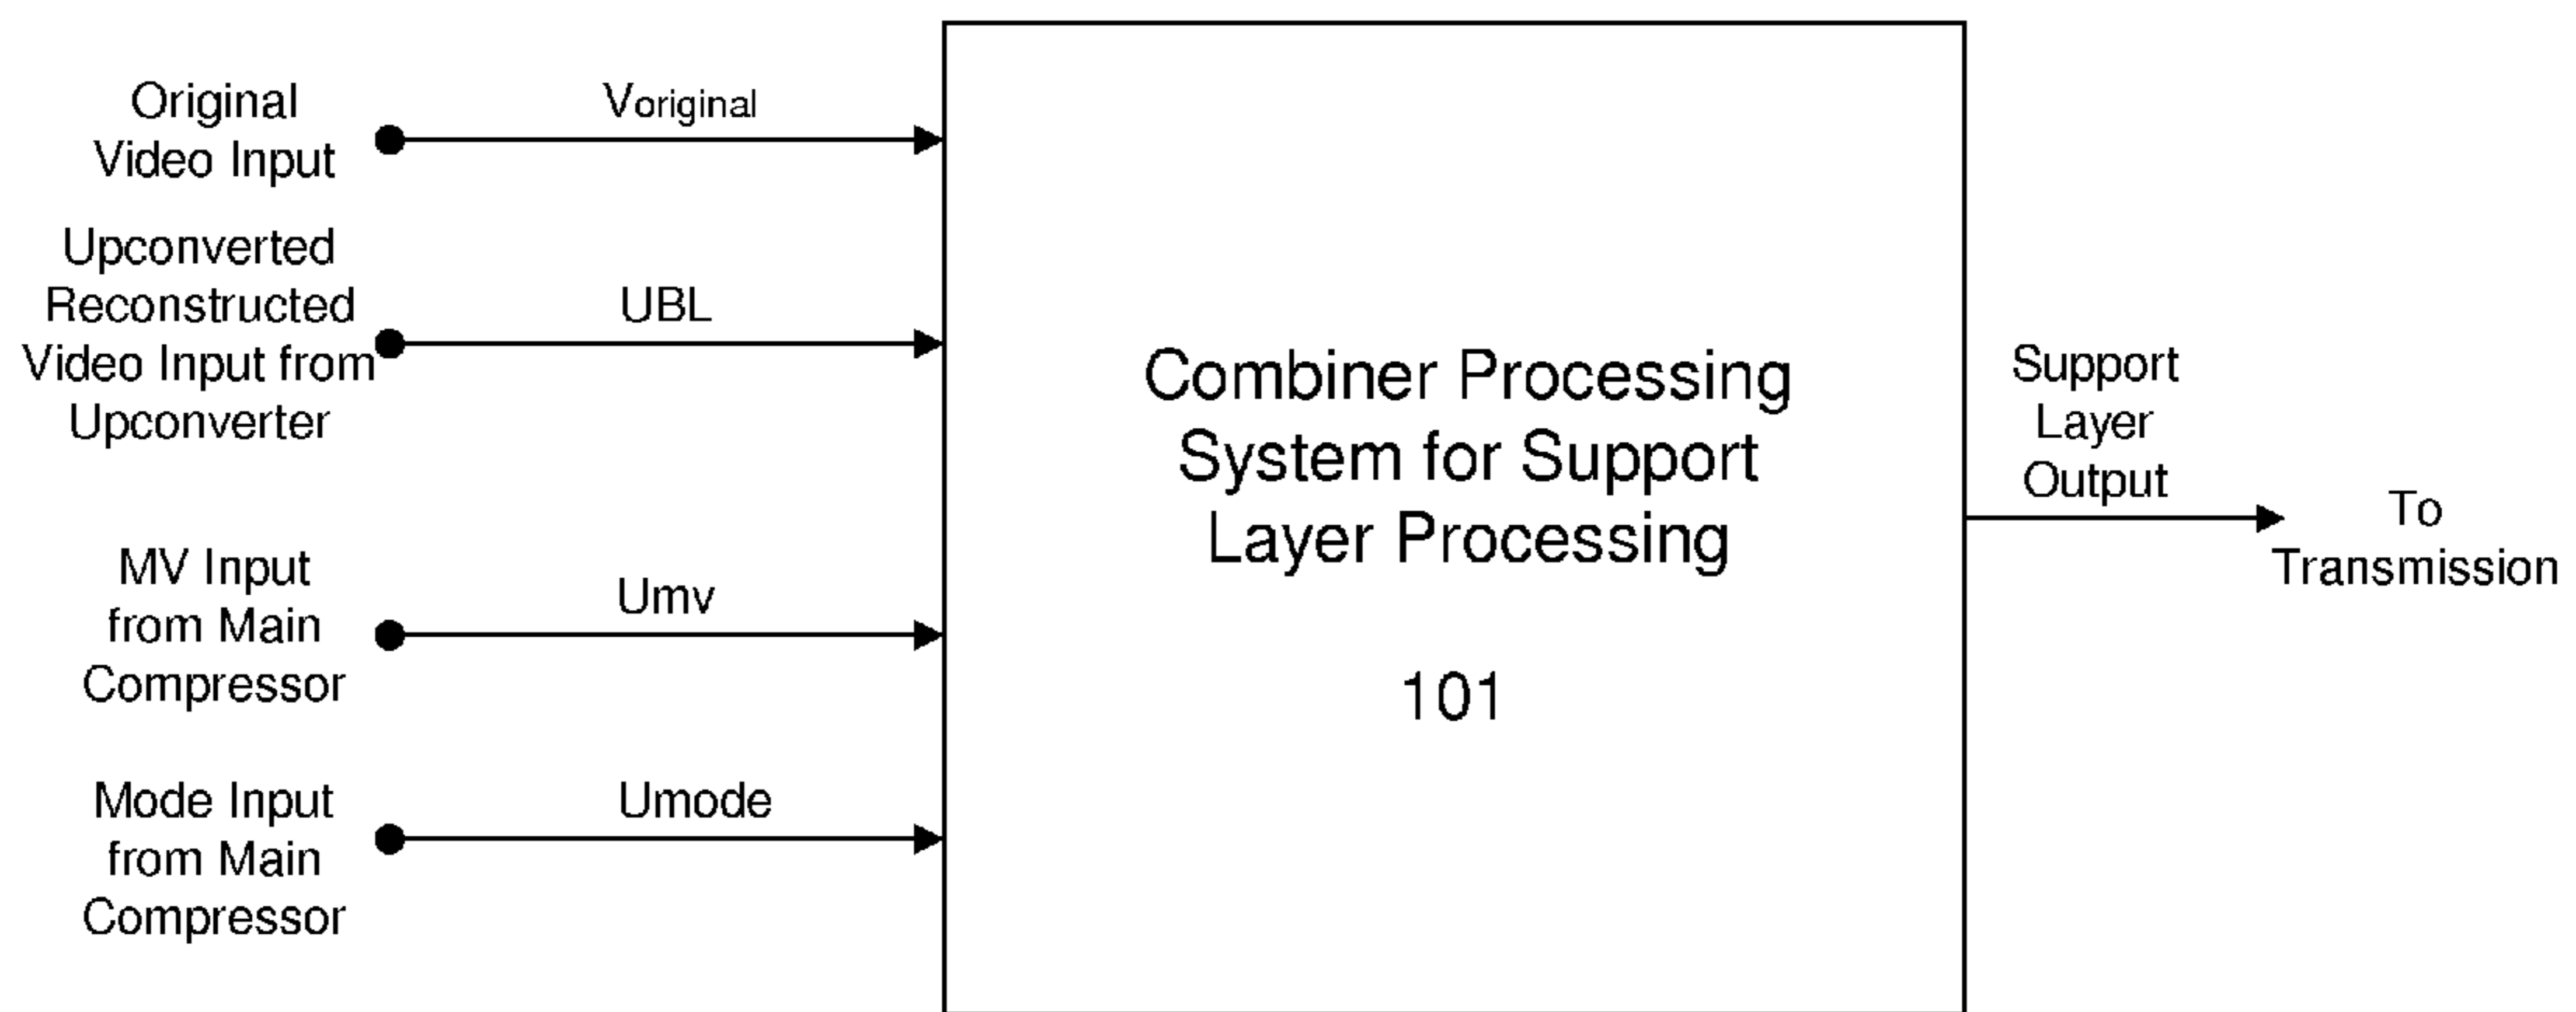 Original
Video Input
Voriginal
Upconverted
Reconstructed
Video Input from
Upconverter
UBL
MV Input
from Main
Compressor
Umv
Mode Input
from Main
Compressor
Umode
Combiner Processing
System for Support
Layer Processing
101
Support
Layer
Output
To
Transmission